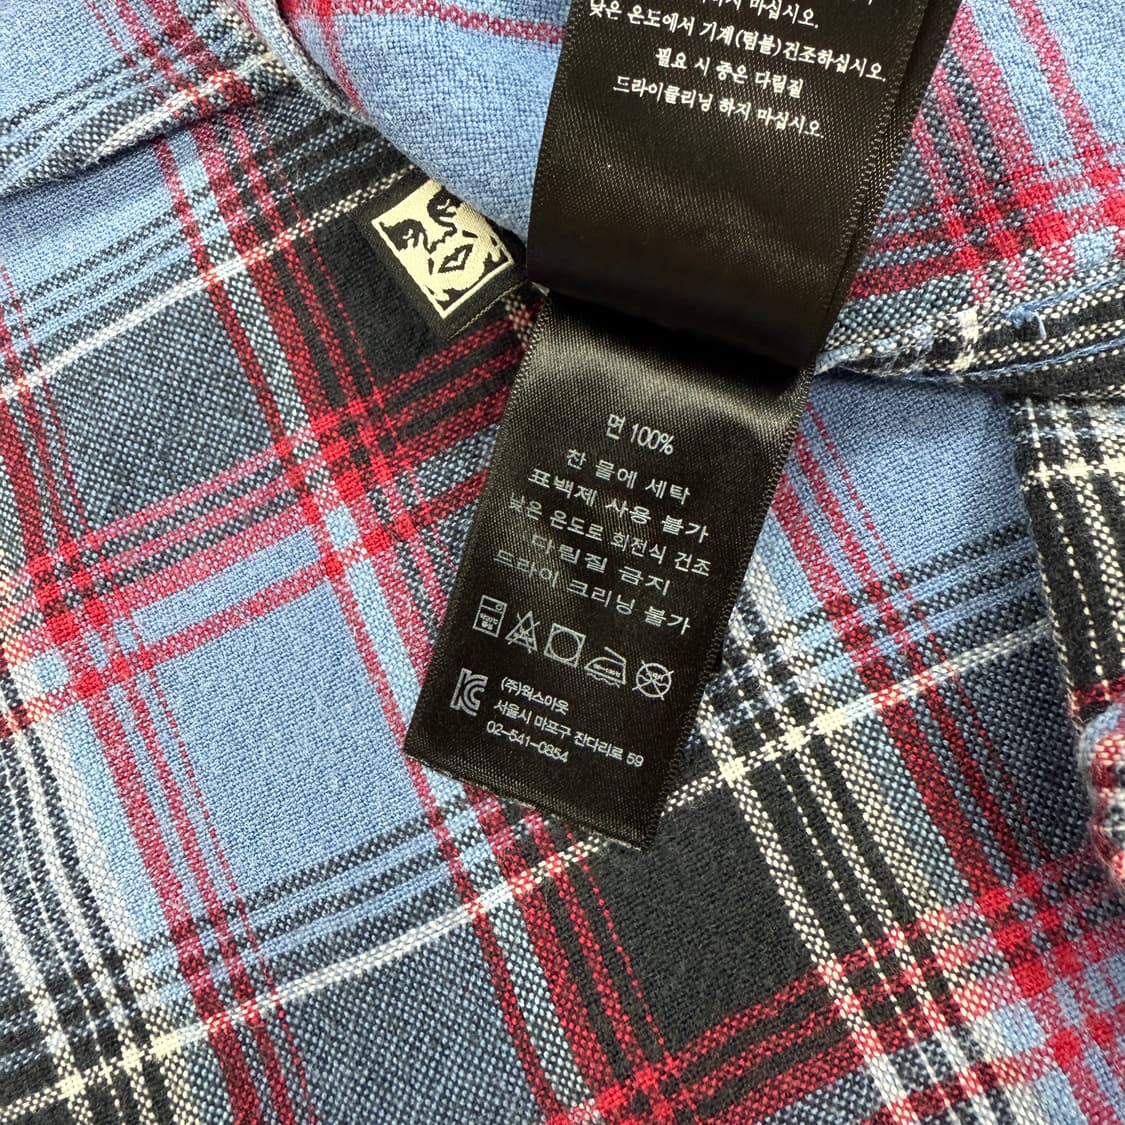 마십시오.
낮은 온도에서 기계(텀블)건조하십시오.
필요 시 중온 다림질
드라이클리닝 하지 마십시오
면 100%
찬 물에 세탁
표백제 사용 불가
낮은 온도로 회전식 건조
다림질 금지
드라이 크리닝 불가
(주)웍스아웃
서울시 마포구 잔다리로 59
02-541-0854